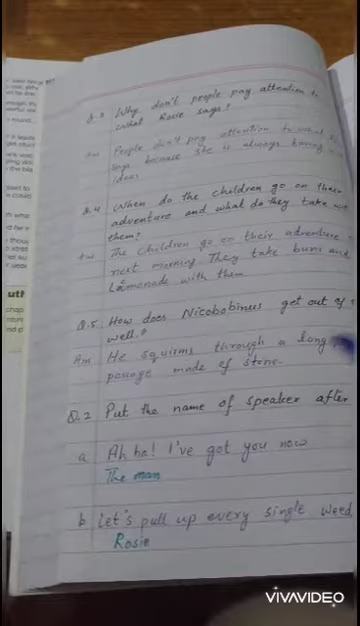 Q.3 Why don't people pay attention to
what Rosie says?
Ans People don't pay attention to what
says because she is always having
ideas
Q.4 When do the children go on their
adventure and what do they take
them?
Ans The children go on their adventure
next morning. They take buns and
Lemonade with them
Q.5. How does Nicobobinus get out of
well?
Ans He squirms through a long
passage made of stone.
Q.2 Put the name of speaker after
a Ah ha! I've got you now
The man
b Let's pull up every single weed
Rosie
VIVAVIDEO